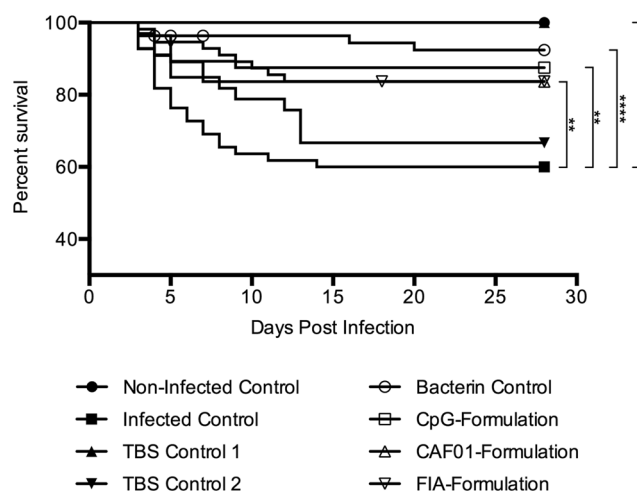 100
80
60
40
Percent survival
0
5
10
15
20
25
30
Days Post Infection
**
**
****
Non-Infected Control
Infected Control
TBS Control 1
TBS Control 2
Bacterin Control
CpG-Formulation
CAF01-Formulation
FIA-Formulation